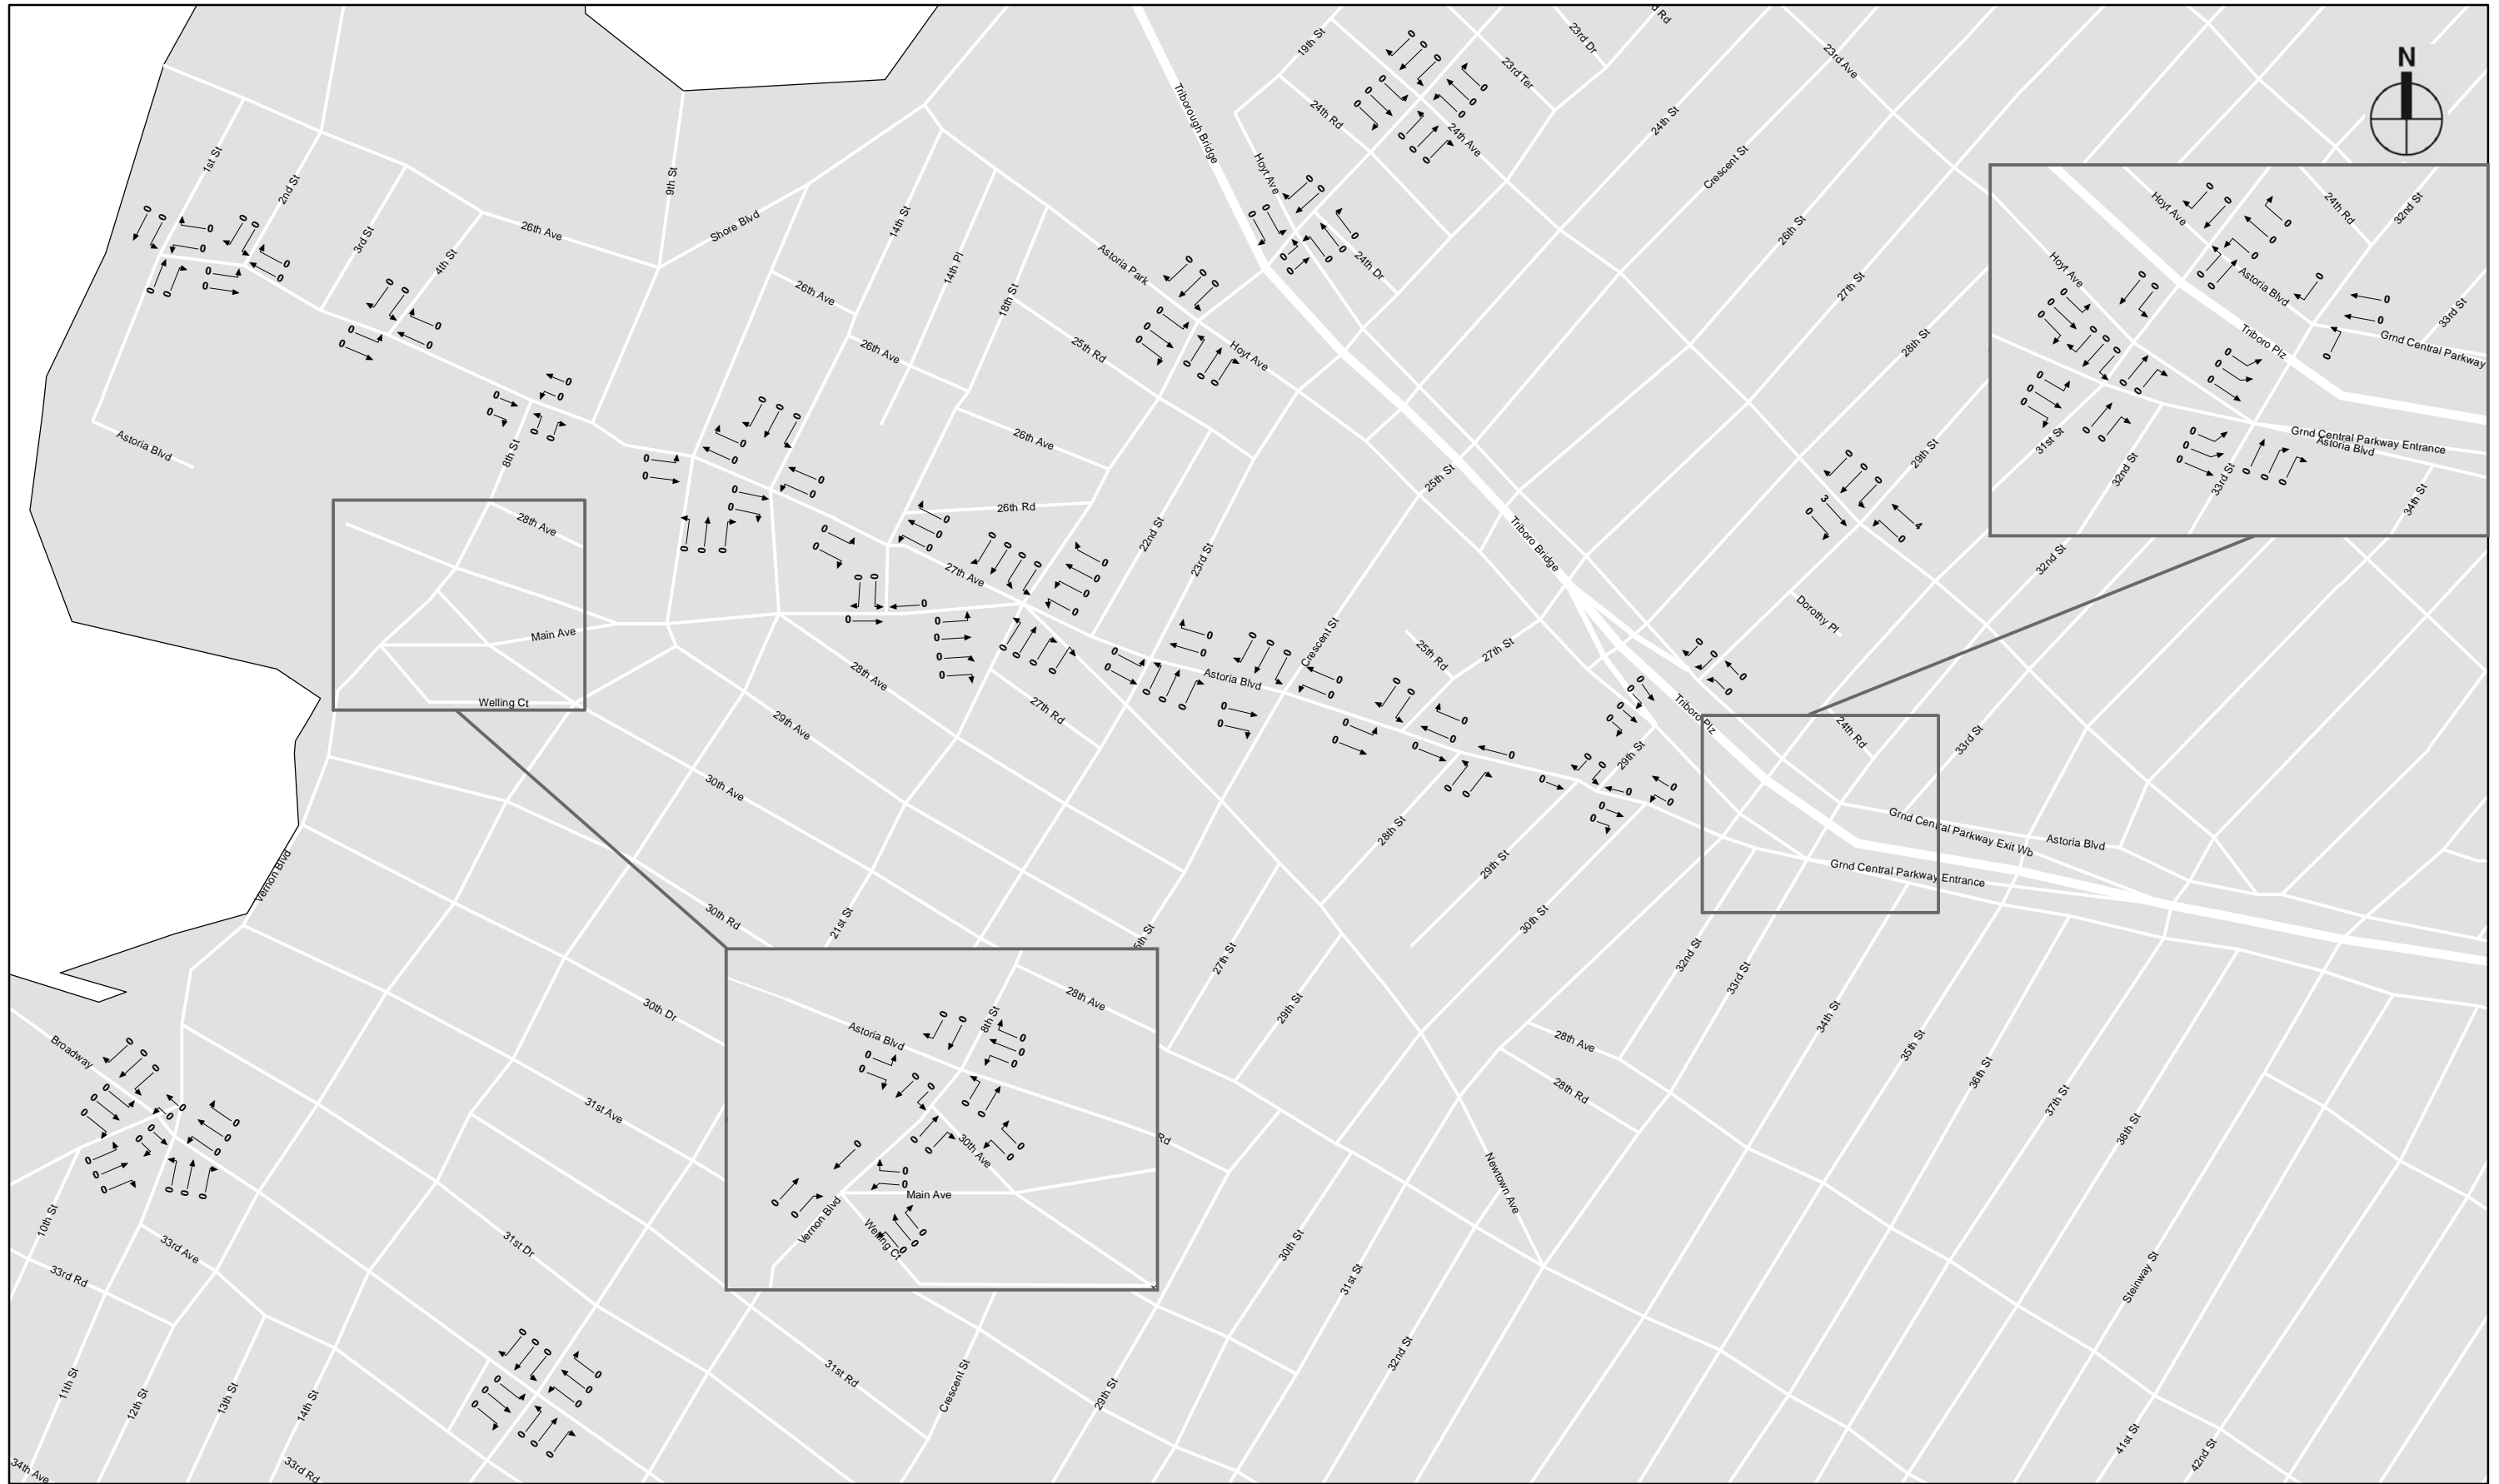 N
23rd Dr
Rd
19th St
23rd Ter
23rd Ave
24th Rd
24th Ave
24th St
Triborough Bridge
Hoyt Ave
Crescent St
1st St
2nd St
9th St
26th Ave
Shore Blvd
14th St
3rd St
4th St
14th Pl
18th St
Astoria Park
24th Dr
26th St
27th St
26th Ave
26th Ave
25th Rd
Hoyt Ave
28th St
29th St
Hoyt Ave
Hoyt Ave
24th Rd
32nd St
33rd St
Astoria Blvd
Triboro Plz
Grnd Central Parkway
Grnd Central Parkway Entrance
Astoria Blvd
31st St
32nd St
33rd St
34th St
Astoria Blvd
8th St
28th Ave
26th Ave
26th Rd
25th St
Triboro Bridge
22nd St
23rd St
27th Ave
32nd St
Dorothy Pl
Main Ave
Welling Ct
28th Ave
27th Rd
Astoria Blvd
Crescent St
25th Rd
27th St
3
4
Triboro Plz
29th St
24th Rd
33rd St
29th Ave
30th Ave
28th St
29th St
Grnd Central Parkway Exit Wb
Astoria Blvd
Grnd Central Parkway Entrance
Vernon Blvd
30th Rd
21st St
5th St
27th St
30th St
32nd St
33rd St
30th Dr
29th St
34th St
35th St
36th St
37th St
38th St
28th Ave
28th Rd
28th Ave
Astoria Blvd
8th St
30th Ave
Main Ave
Vernon Blvd
Welling Ct
Rd
Broadway
31st Ave
Newtown Ave
10th St
33rd Ave
33rd Rd
31st Dr
30th St
31st St
Steinway St
11th St
12th St
13th St
14th St
31st Rd
Crescent St
29th St
32nd St
41st St
42nd St
34th Ave
33rd Rd